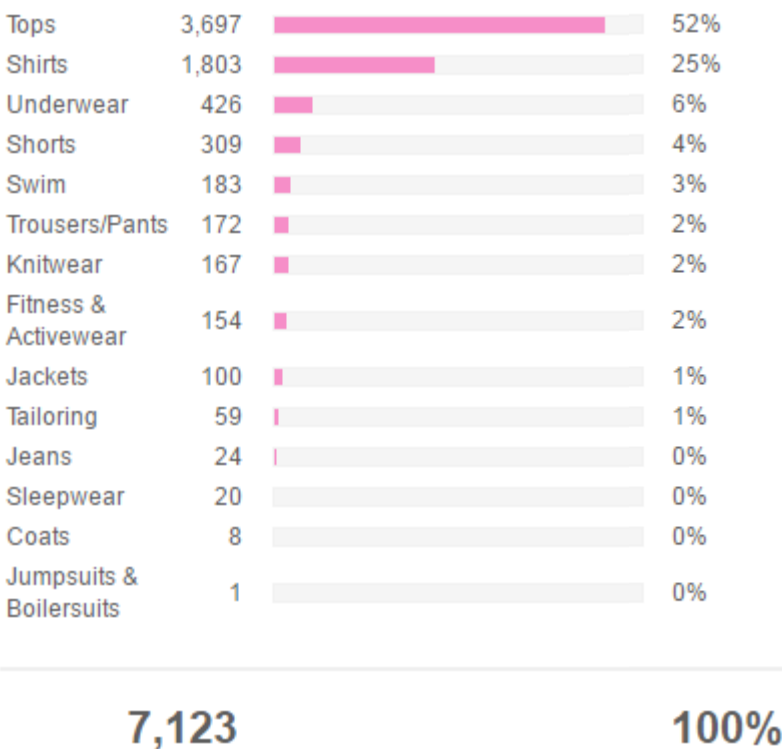 Tops 3,697 52%
Shirts 1,803 25%
Underwear 426 6%
Shorts 309 4%
Swim 183 3%
Trousers/Pants 172 2%
Knitwear 167 2%
Fitness &
Activewear 154 2%
Jackets 100 1%
Tailoring 59 1%
Jeans 24 0%
Sleepwear 20 0%
Coats 8 0%
Jumpsuits &
Boilersuits 1 0%
7,123 100%